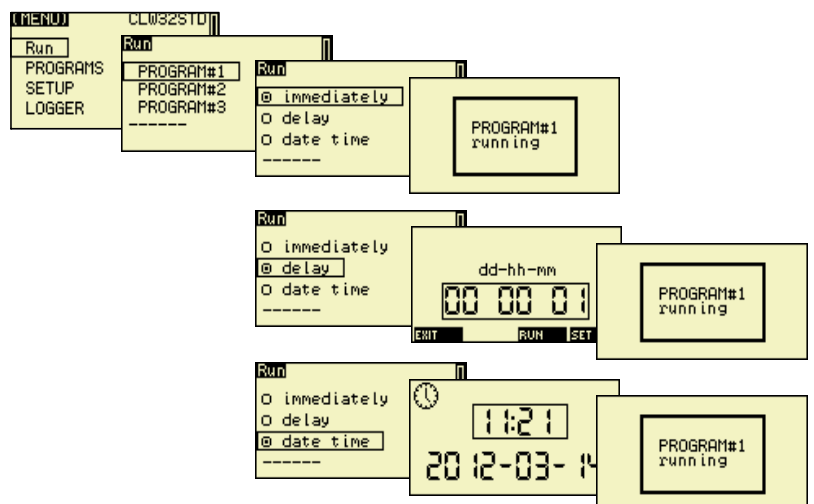 (MENU) CLW32STD
Run
PROGRAMS
SETUP
LOGGER
Run
PROGRAM#1
PROGRAM#2
PROGRAM#3
------
Run
immediately
delay
date time
------
PROGRAM#1
running
Run
immediately
delay
date time
------
dd-hh-mm
00 00 01
EXIT RUN SET
PROGRAM#1
running
Run
immediately
delay
date time
------
11:21
2012-03-14
PROGRAM#1
running